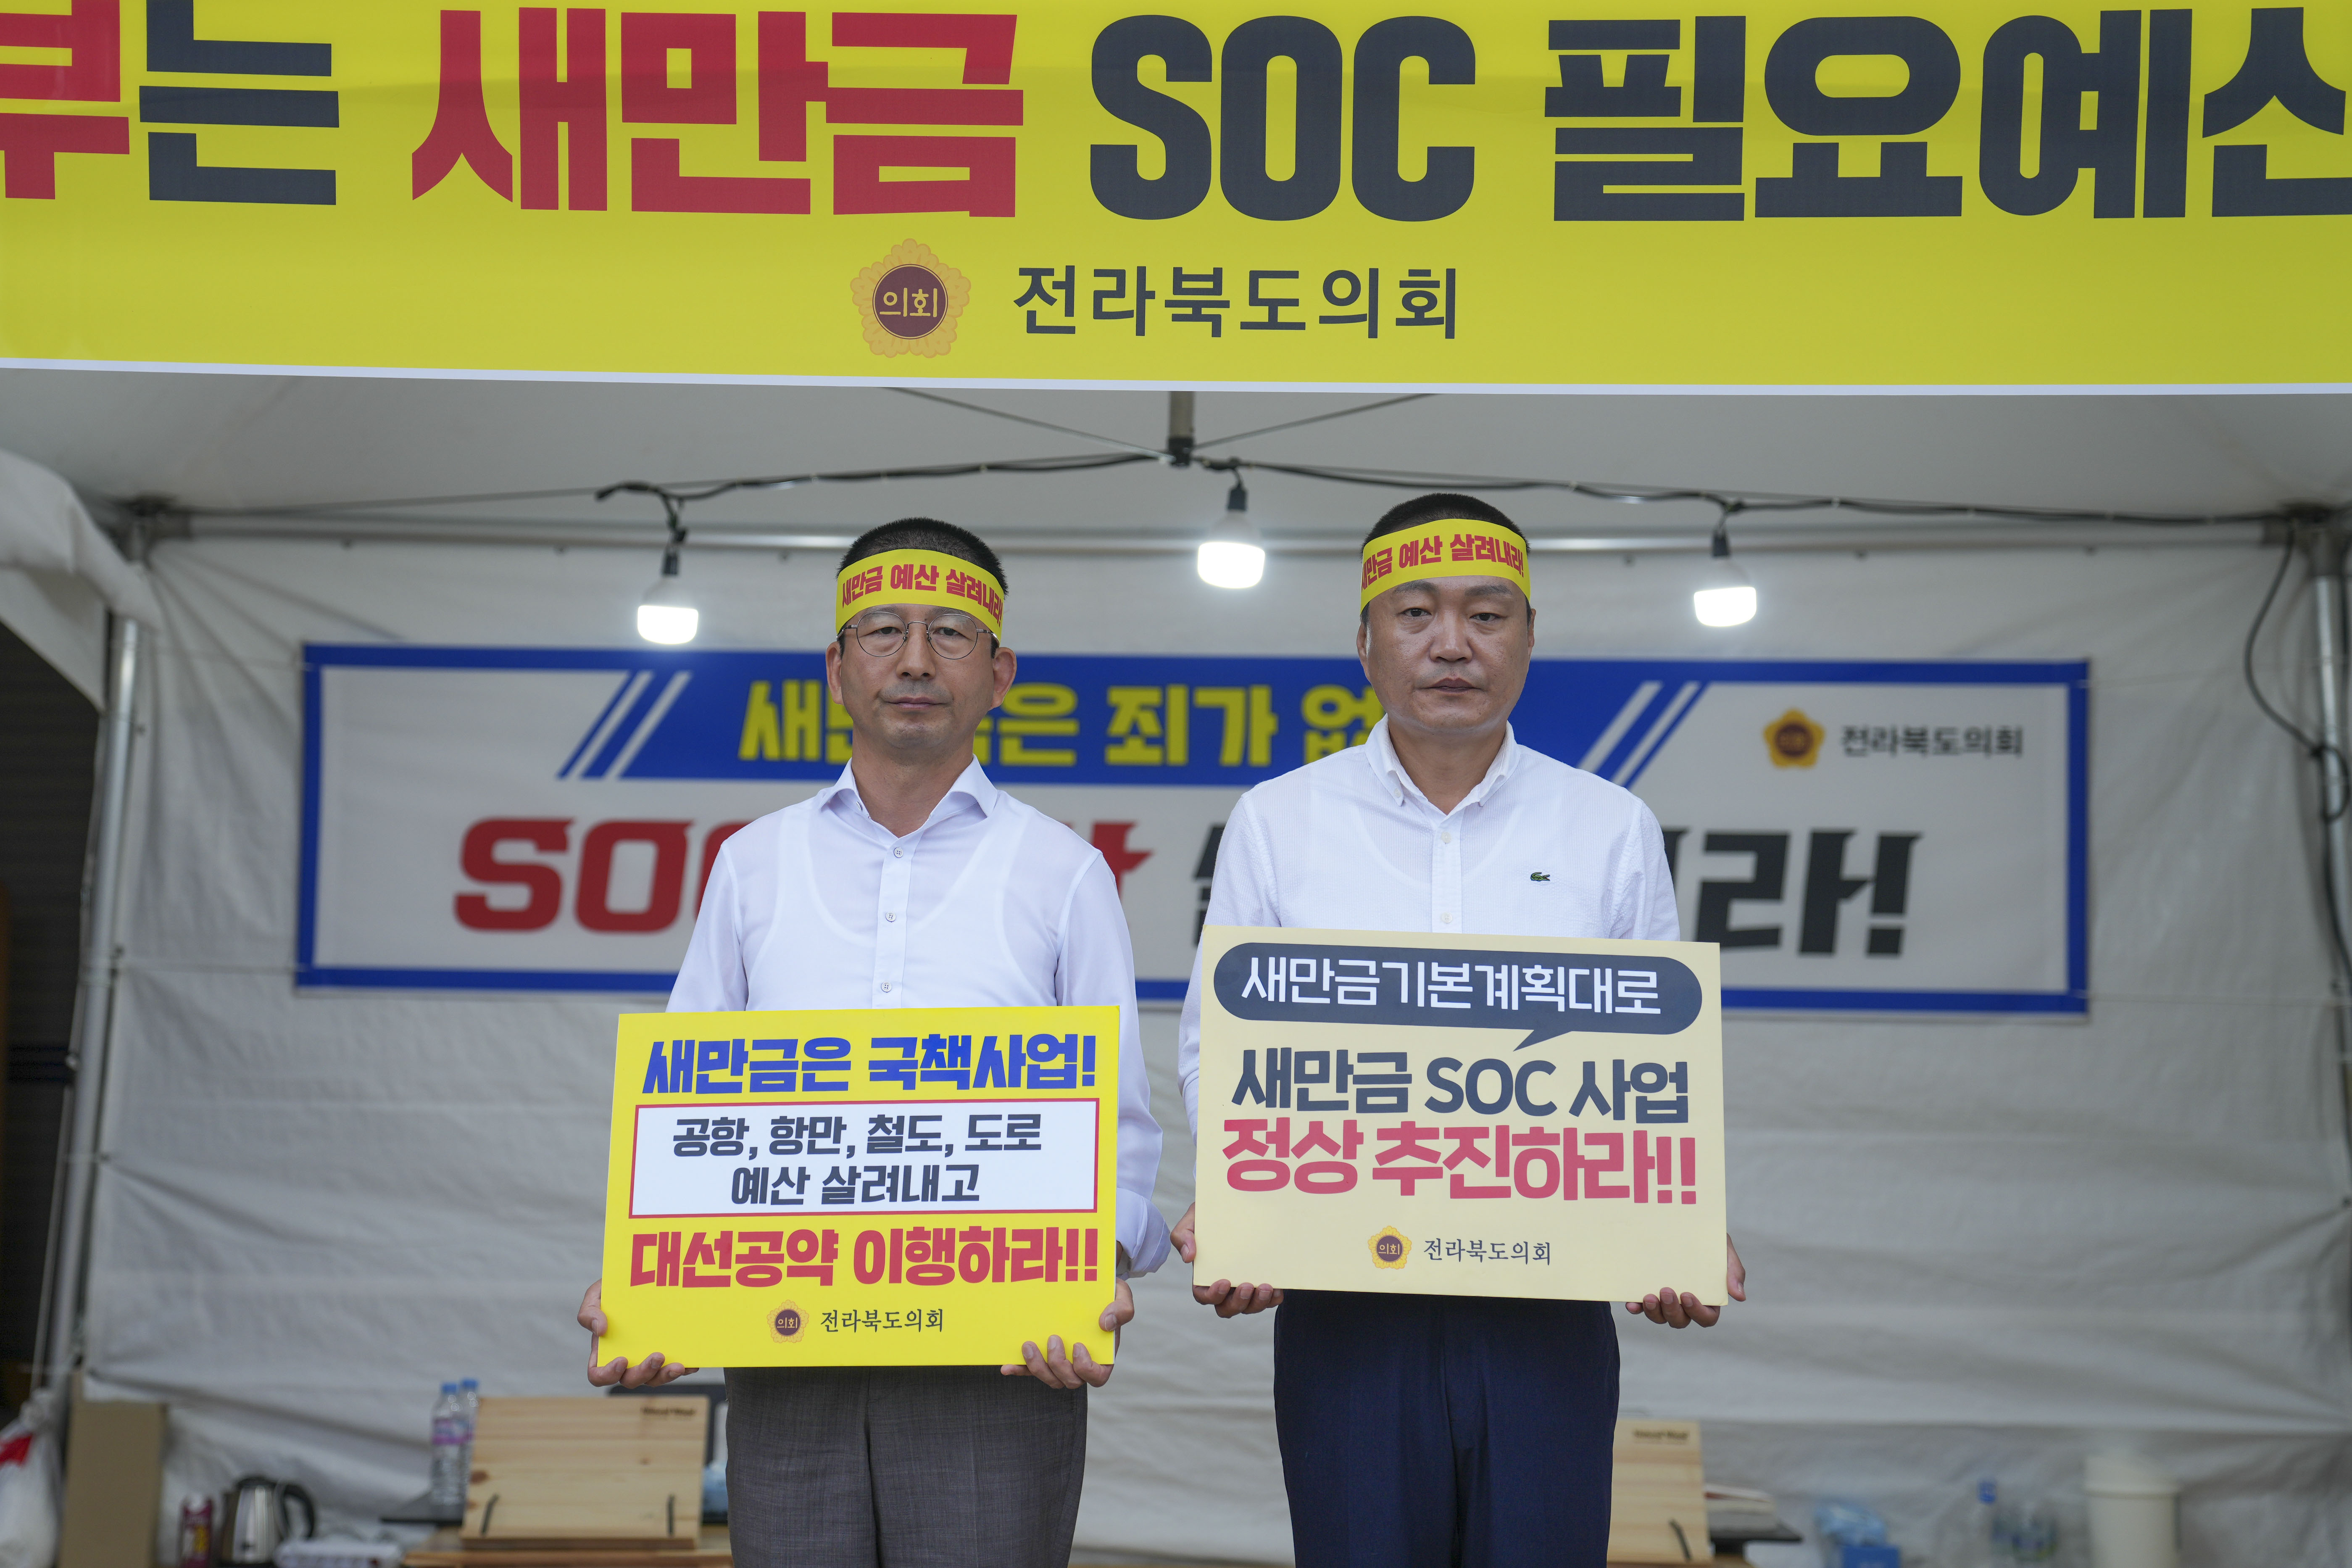 부는 새만금 SOC 필요예산
의회 전라북도의회
새만금 예산 살려내라!
새만금 예산 살려내라!
죄가
전라북도의회
라!
새만금은 국책사업!
공항, 항만, 철도, 도로
예산 살려내고
대선공약 이행하라!!
의회 전라북도의회
새만금기본계획대로
새만금 SOC 사업
정상 추진하라!!
의회 전라북도의회